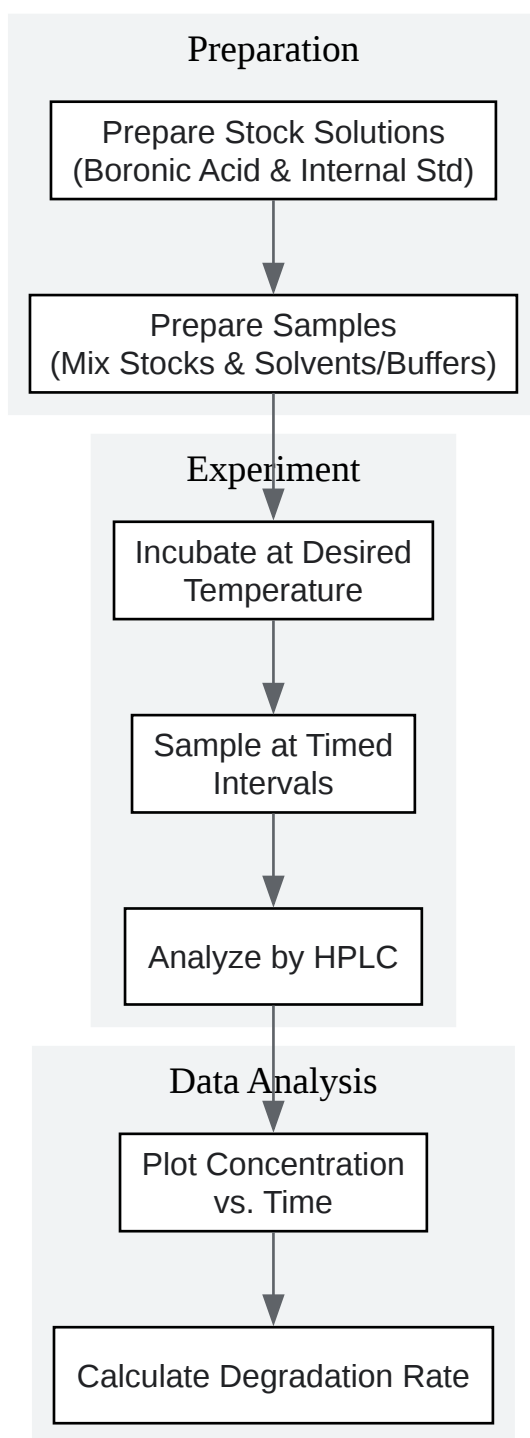 Preparation
Prepare Stock Solutions
(Boronic Acid & Internal Std)
Prepare Samples
(Mix Stocks & Solvents/Buffers)
Experiment
Incubate at Desired
Temperature
Sample at Timed
Intervals
Analyze by HPLC
Data Analysis
Plot Concentration
vs. Time
Calculate Degradation Rate